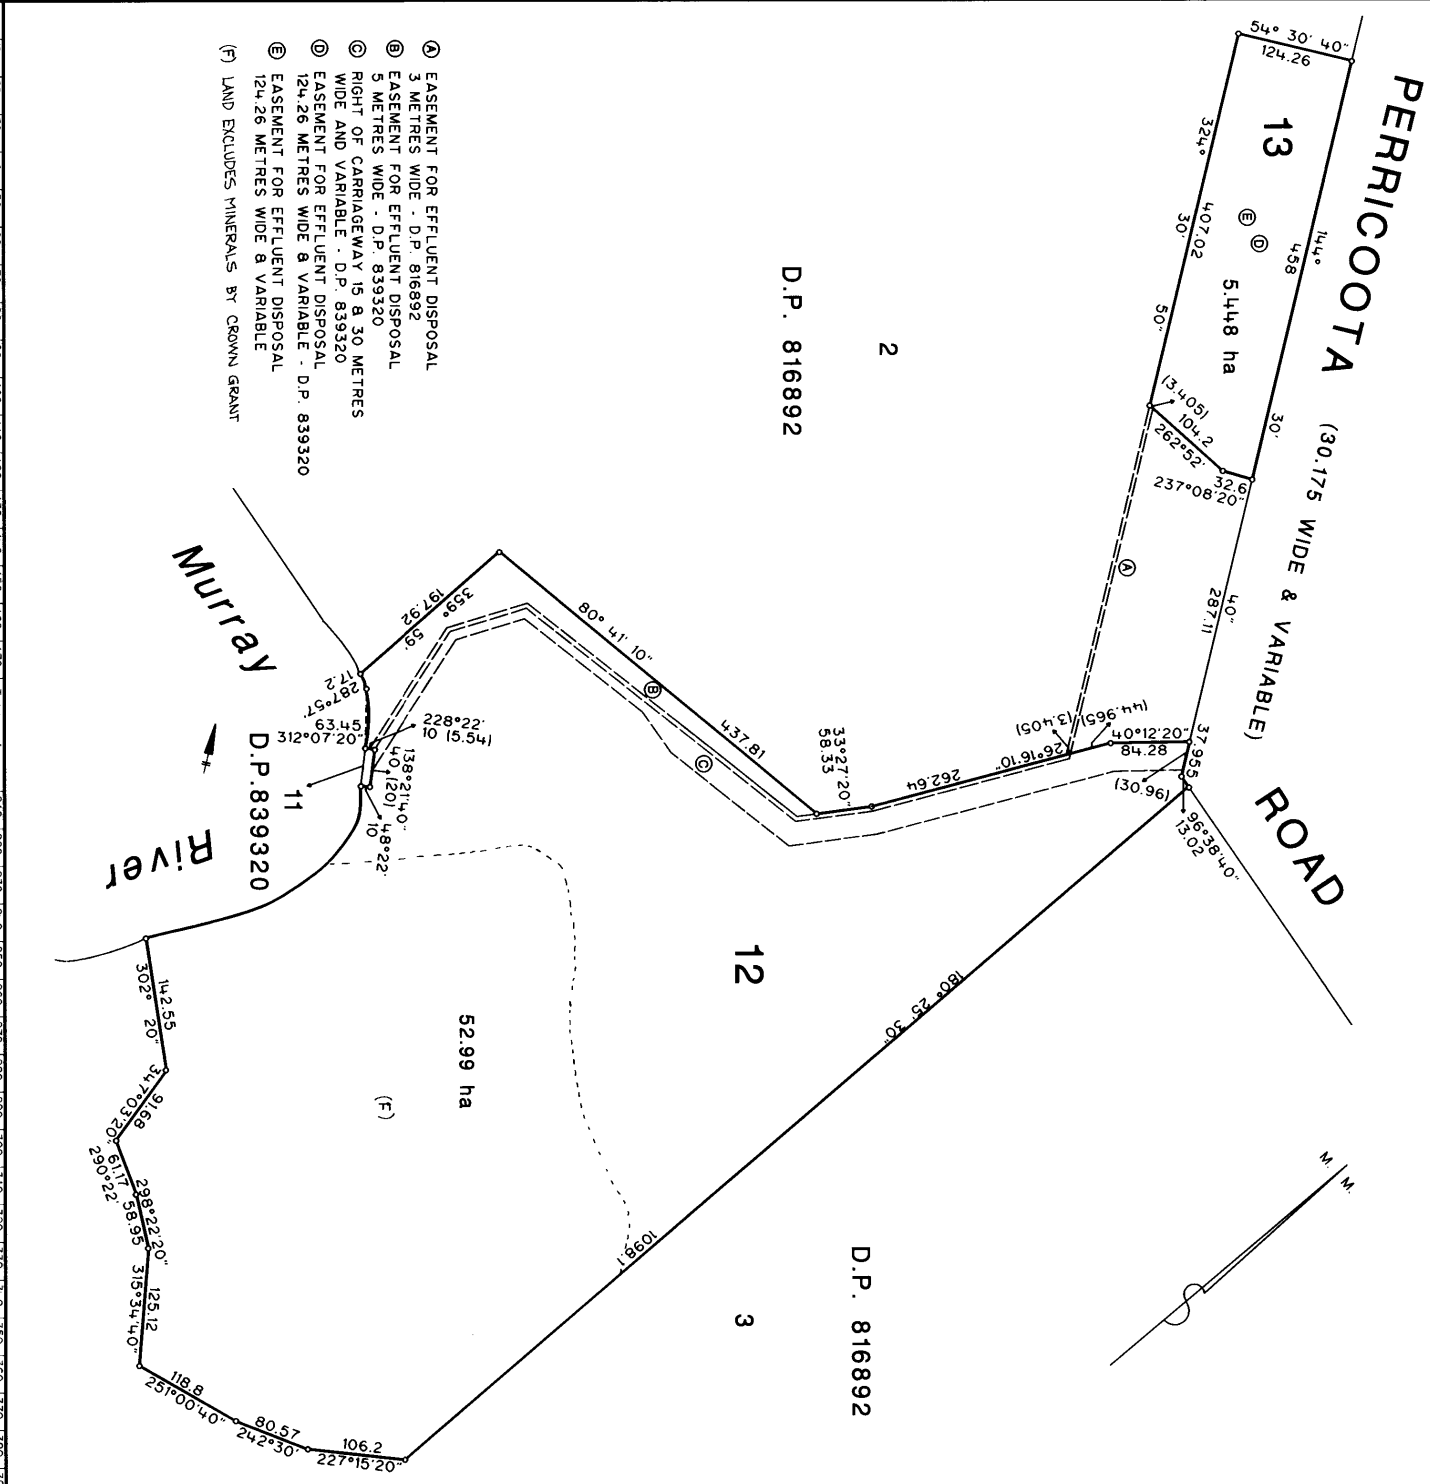 PERRICOOTA
(30.175 WIDE & VARIABLE)
ROAD
54° 30' 40"
124.26
13
144°
458
30'
324°
407.02
30'
50"
Ⓔ Ⓓ
5.448 ha
(3.405)
104.2
262°52'
32.6
237°08'20"
40"
287.11
Ⓐ
2
D.P. 816892
Ⓐ EASEMENT FOR EFFLUENT DISPOSAL
3 METRES WIDE - D.P. 816892
Ⓑ EASEMENT FOR EFFLUENT DISPOSAL
5 METRES WIDE - D.P. 839320
Ⓒ RIGHT OF CARRIAGEWAY 15 & 30 METRES
WIDE AND VARIABLE - D.P. 839320
Ⓓ EASEMENT FOR EFFLUENT DISPOSAL
124.26 METRES WIDE & VARIABLE - D.P. 839320
Ⓔ EASEMENT FOR EFFLUENT DISPOSAL
124.26 METRES WIDE & VARIABLE
(F) LAND EXCLUDES MINERALS BY CROWN GRANT
37.955
40°12'20"
84.28
(44.965)
(3.405)
(30.96)
96°38'40"
13.02
26°16'10"
262.64
33°27'20"
58.33
80° 41' 10"
437.81
Ⓑ
Ⓒ
359°
59'
197.92
17.2
287°57'
63.45
312°07'20"
228°22'
10 (5.54)
138°21'40"
40 (20)
48°22'
10
11
D.P.839320
Murray
River
12
52.99 ha
(F)
180° 25' 30"
1098.1
3
D.P. 816892
M.
M.
142.55
302° 20"
347°03'20"
91.68
61.17
290°22'
298°22'20"
58.95
125.12
315°34'40"
118.8
251°00'40"
80.57
242°30'
106.2
227°15'20"